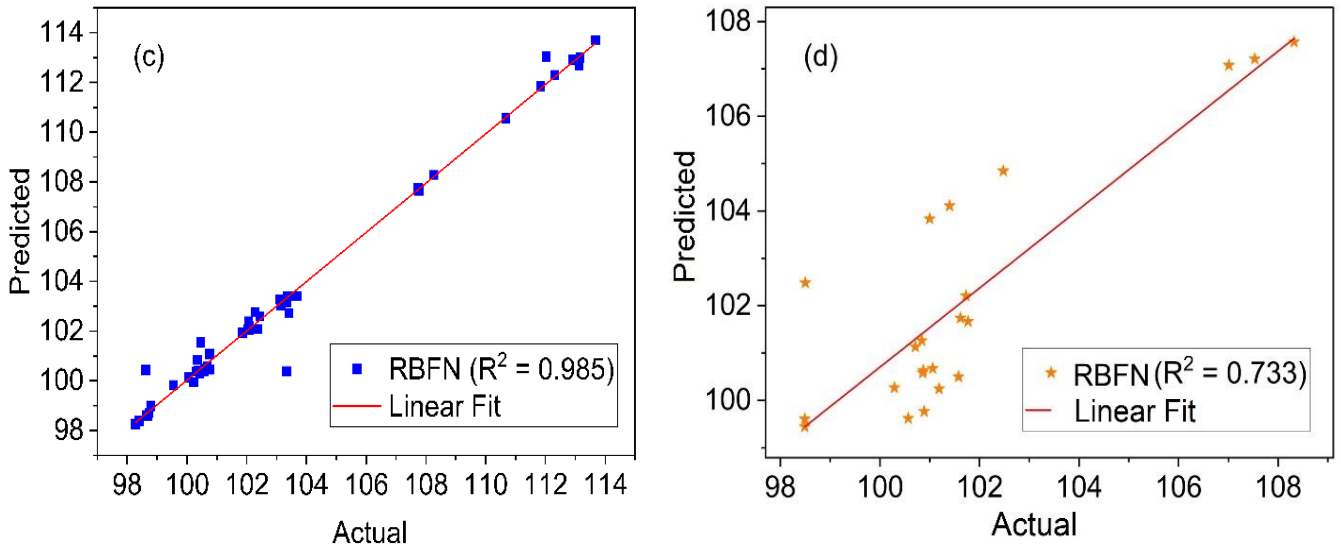 (c)
114
112
110
108
106
104
102
100
98
Predicted
RBFN (R² = 0.985)
Linear Fit
98 100 102 104 106 108 110 112 114
Actual
(d)
108
106
104
102
100
Predicted
RBFN (R² = 0.733)
Linear Fit
98 100 102 104 106 108
Actual